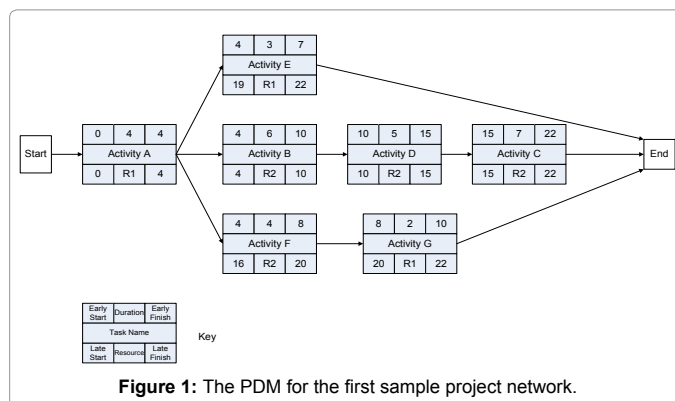 4 3 7
Activity E
19 R1 22
Start
0 4 4
Activity A
0 R1 4
4 6 10
Activity B
4 R2 10
10 5 15
Activity D
10 R2 15
15 7 22
Activity C
15 R2 22
End
4 4 8
Activity F
16 R2 20
8 2 10
Activity G
20 R1 22
Early Start Duration Early Finish
Task Name
Late Start Resource Late Finish
Key
Figure 1: The PDM for the first sample project network.